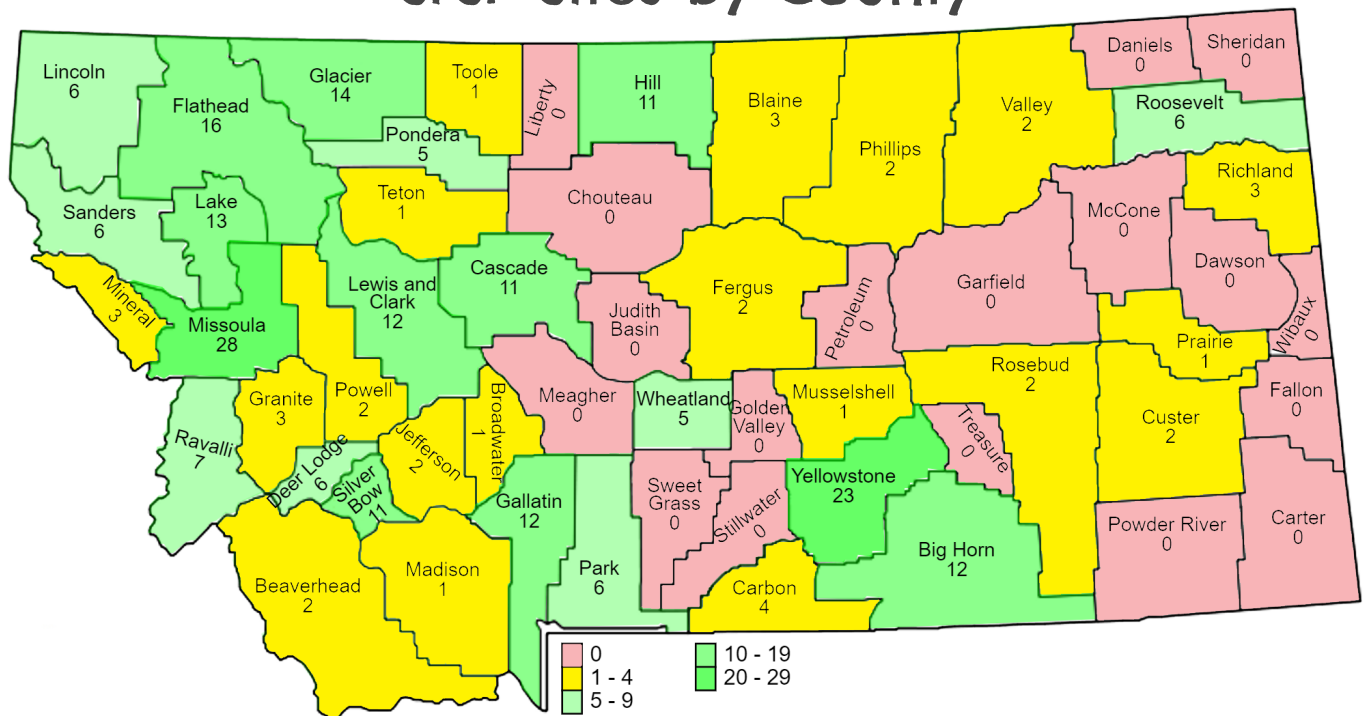 by County
Lincoln
6
Flathead
16
Glacier
14
Toole
1
Liberty
0
Hill
11
Blaine
3
Phillips
2
Valley
2
Daniels
0
Sheridan
0
Roosevelt
6
Pondera
5
Sanders
6
Lake
13
Teton
1
Chouteau
0
McCone
0
Richland
3
Mineral
3
Missoula
28
Lewis and
Clark
12
Cascade
11
Judith
Basin
0
Fergus
2
Petroleum
0
Garfield
0
Dawson
0
Wibaux
0
Prairie
1
Ravalli
7
Granite
3
Powell
2
Jefferson
2
Broadwater
1
Meagher
0
Wheatland
5
Golden
Valley
0
Musselshell
1
Rosebud
2
Treasure
0
Custer
2
Fallon
0
Deer Lodge
6
Silver
Bow
11
Gallatin
12
Park
6
Sweet
Grass
0
Stillwater
0
Yellowstone
23
Big Horn
12
Powder River
0
Carter
0
Beaverhead
2
Madison
1
Carbon
4
0
1 - 4
5 - 9
10 - 19
20 - 29